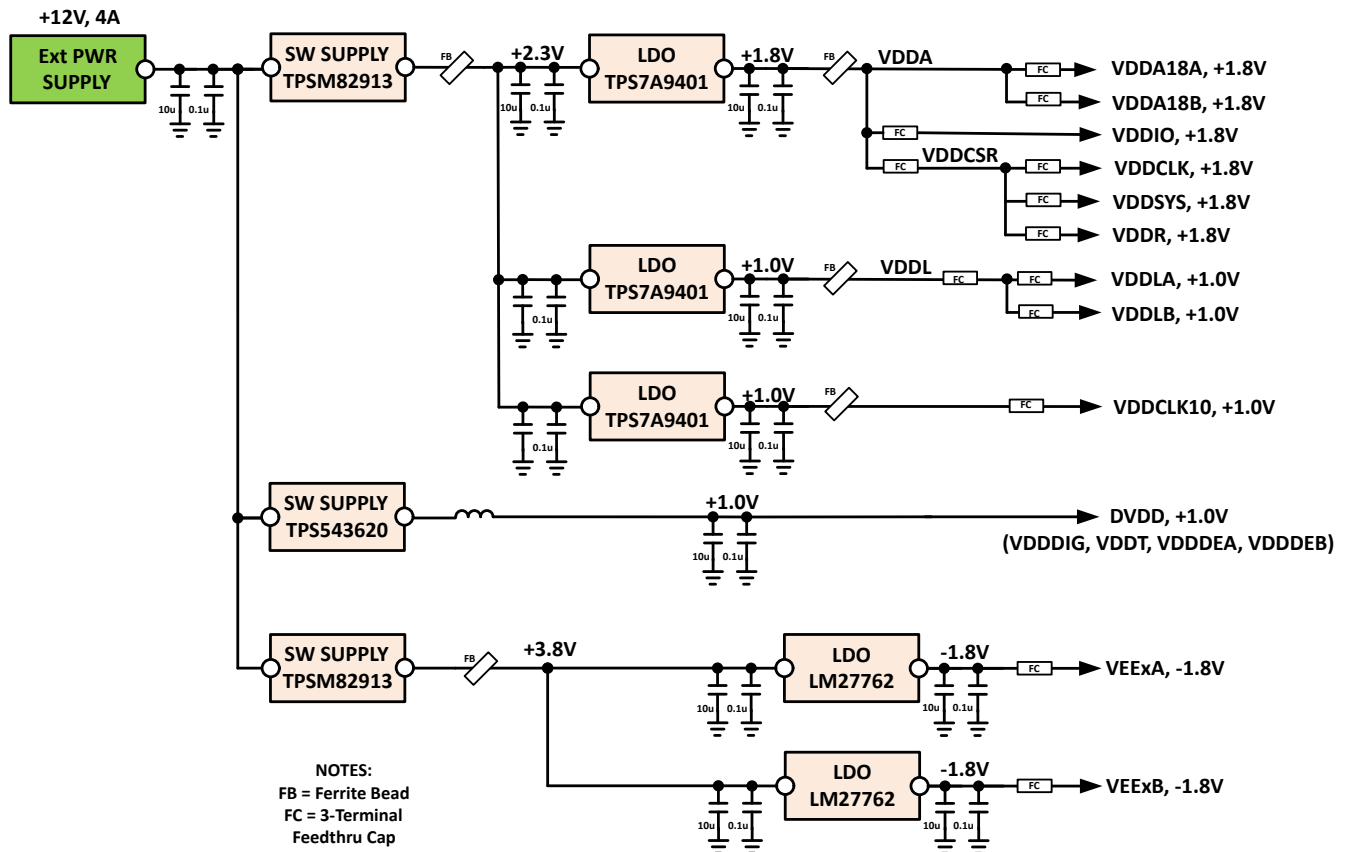 +12V, 4A
Ext PWR
SUPPLY
10u
0.1u
SW SUPPLY
TPSM82913
FB
+2.3V
10u
0.1u
LDO
TPS7A9401
+1.8V
10u
0.1u
FB
VDDA
FC
VDDA18A, +1.8V
FC
VDDA18B, +1.8V
FC
VDDIO, +1.8V
FC
VDDCSR
FC
VDDCLK, +1.8V
FC
VDDSYS, +1.8V
FC
VDDR, +1.8V
0.1u
LDO
TPS7A9401
+1.0V
10u
0.1u
FB
VDDL
FC
FC
VDDLA, +1.0V
FC
VDDLB, +1.0V
0.1u
LDO
TPS7A9401
+1.0V
10u
0.1u
FB
FC
VDDCLK10, +1.0V
SW SUPPLY
TPS543620
+1.0V
10u
0.1u
DVDD, +1.0V
(VDDDIG, VDDT, VDDDEA, VDDDEB)
SW SUPPLY
TPSM82913
FB
+3.8V
10u
0.1u
LDO
LM27762
-1.8V
10u
0.1u
FC
VEExA, -1.8V
10u
0.1u
LDO
LM27762
-1.8V
10u
0.1u
FC
VEExB, -1.8V
NOTES:
FB = Ferrite Bead
FC = 3-Terminal
Feedthru Cap